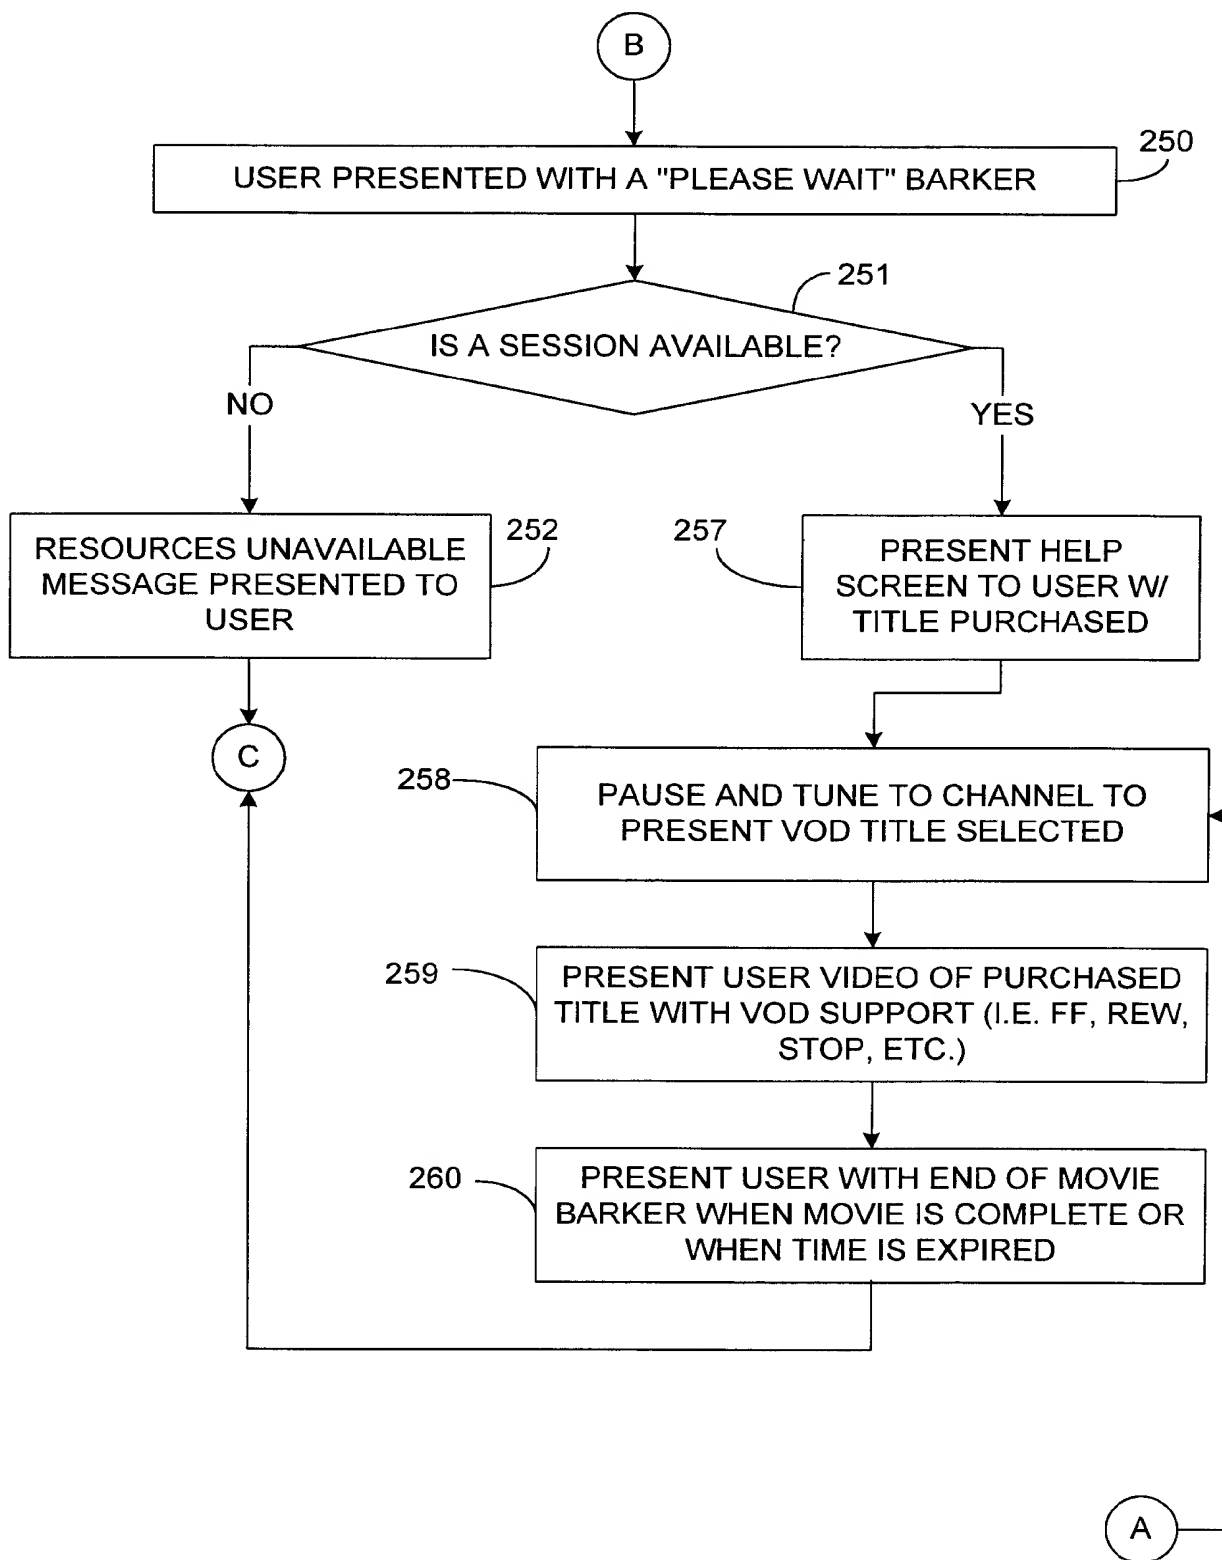 B
250
USER PRESENTED WITH A "PLEASE WAIT" BARKER
251
IS A SESSION AVAILABLE?
NO
YES
252
RESOURCES UNAVAILABLE
MESSAGE PRESENTED TO
USER
257
PRESENT HELP
SCREEN TO USER W/
TITLE PURCHASED
C
258
PAUSE AND TUNE TO CHANNEL TO
PRESENT VOD TITLE SELECTED
259
PRESENT USER VIDEO OF PURCHASED
TITLE WITH VOD SUPPORT (I.E. FF, REW,
STOP, ETC.)
260
PRESENT USER WITH END OF MOVIE
BARKER WHEN MOVIE IS COMPLETE OR
WHEN TIME IS EXPIRED
A